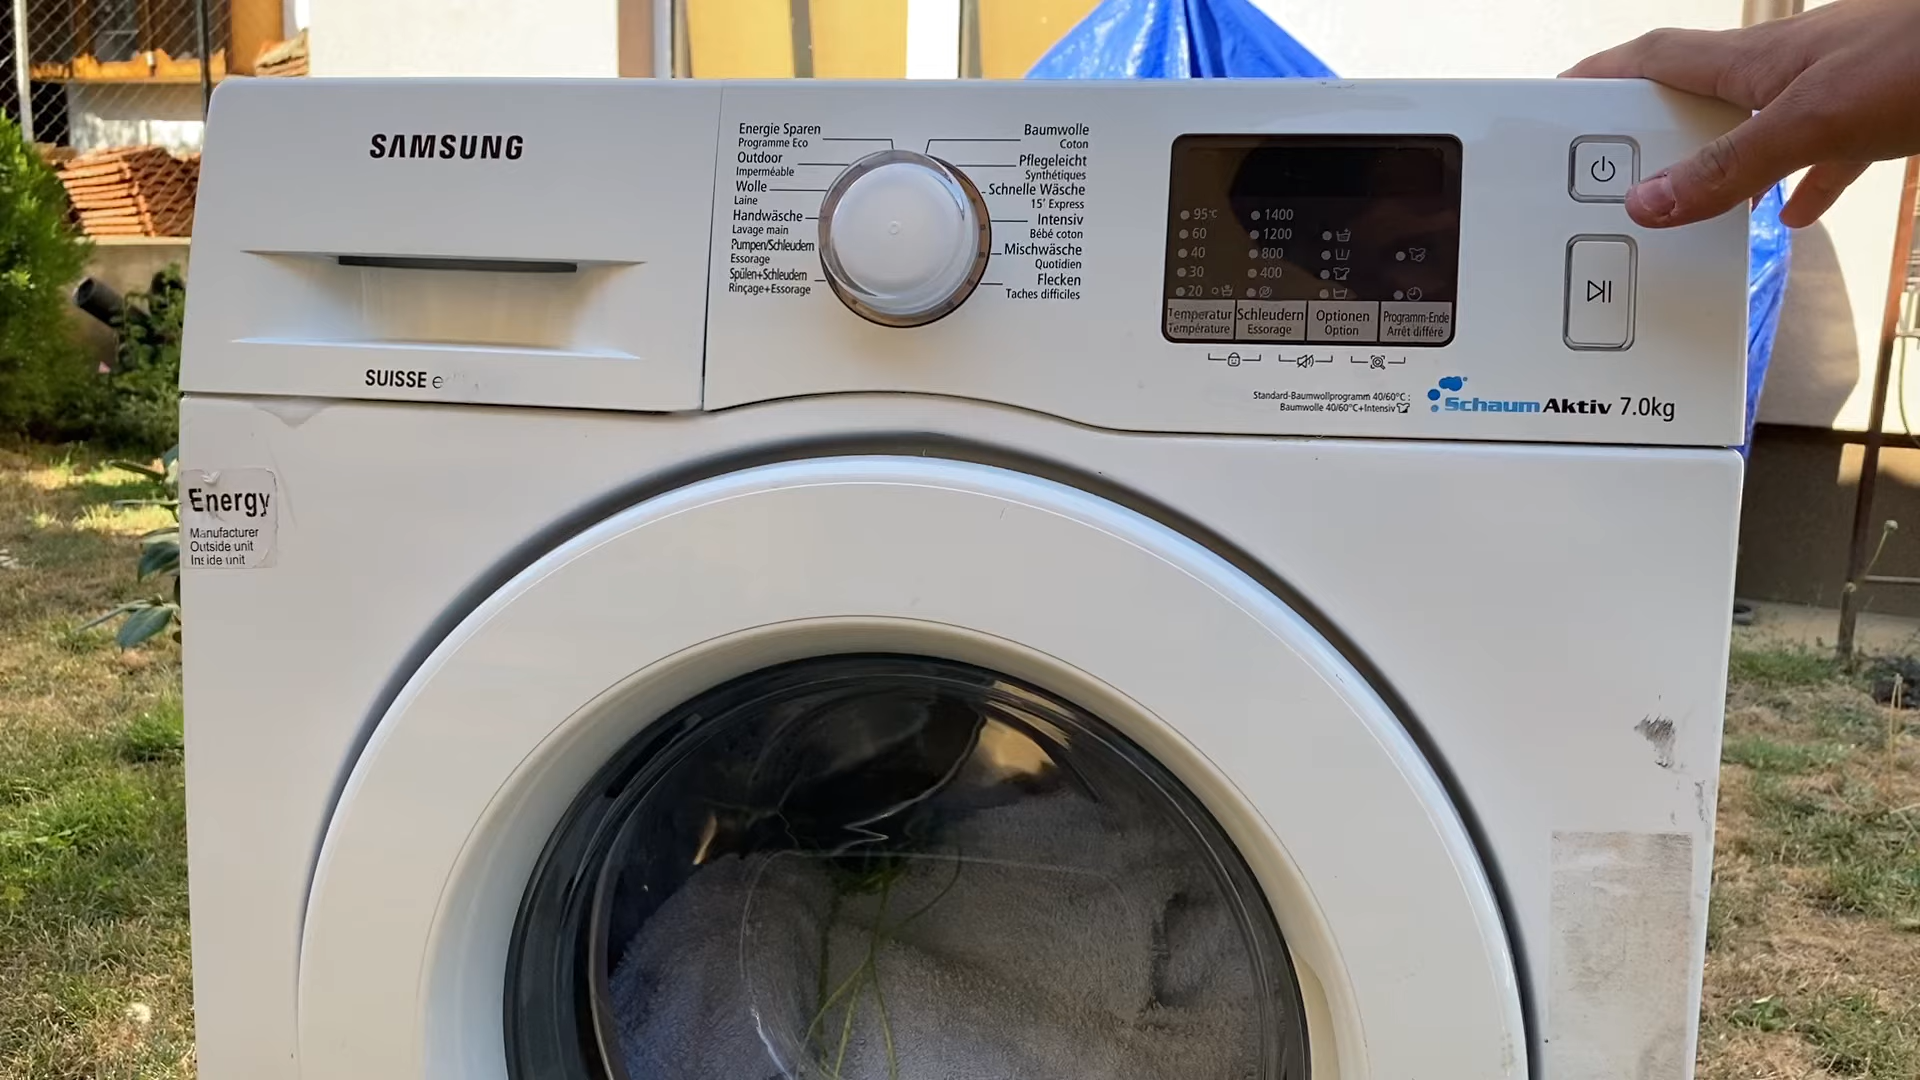 SAMSUNG
SUISSE
Energie Sparen
Programme Eco
Outdoor
Imperméable
Wolle
Laine
Handwäsche
Lavage main
Pumpen/Schleudern
Essorage
Spülen+Schleudern
Rinçage+Essorage
Baumwolle
Coton
Pflegeleicht
Synthétiques
Schnelle Wäsche
15' Express
Intensiv
Bébé coton
Mischwäsche
Quotidien
Flecken
Taches difficiles
95°C 1400
60 1200
40 800
30 400
20
Temperatur Schleudern Optionen Programm-Ende
Température Essorage Option Arrêt différé
Standard-Baumwollprogramm 40/60°C :
Baumwolle 40/60°C+Intensiv
SchaumAktiv 7.0kg
Energy
Manufacturer
Outside unit
Inside unit